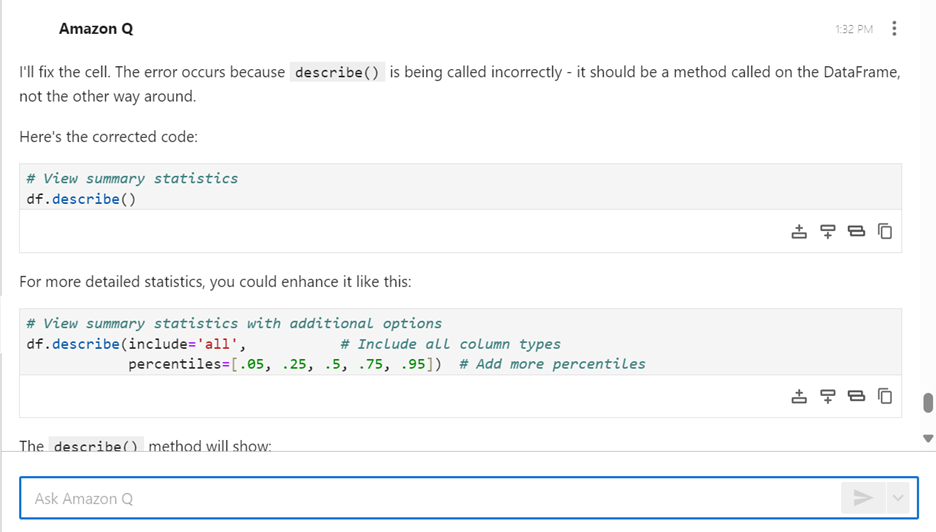 Amazon Q
1:32 PM
I'll fix the cell. The error occurs because describe() is being called incorrectly - it should be a method called on the DataFrame,
not the other way around.
Here's the corrected code:
# View summary statistics
df.describe()
For more detailed statistics, you could enhance it like this:
# View summary statistics with additional options
df.describe(include='all',              # Include all column types
            percentiles=[.05, .25, .5, .75, .95])  # Add more percentiles
The describe() method will show:
Ask Amazon Q